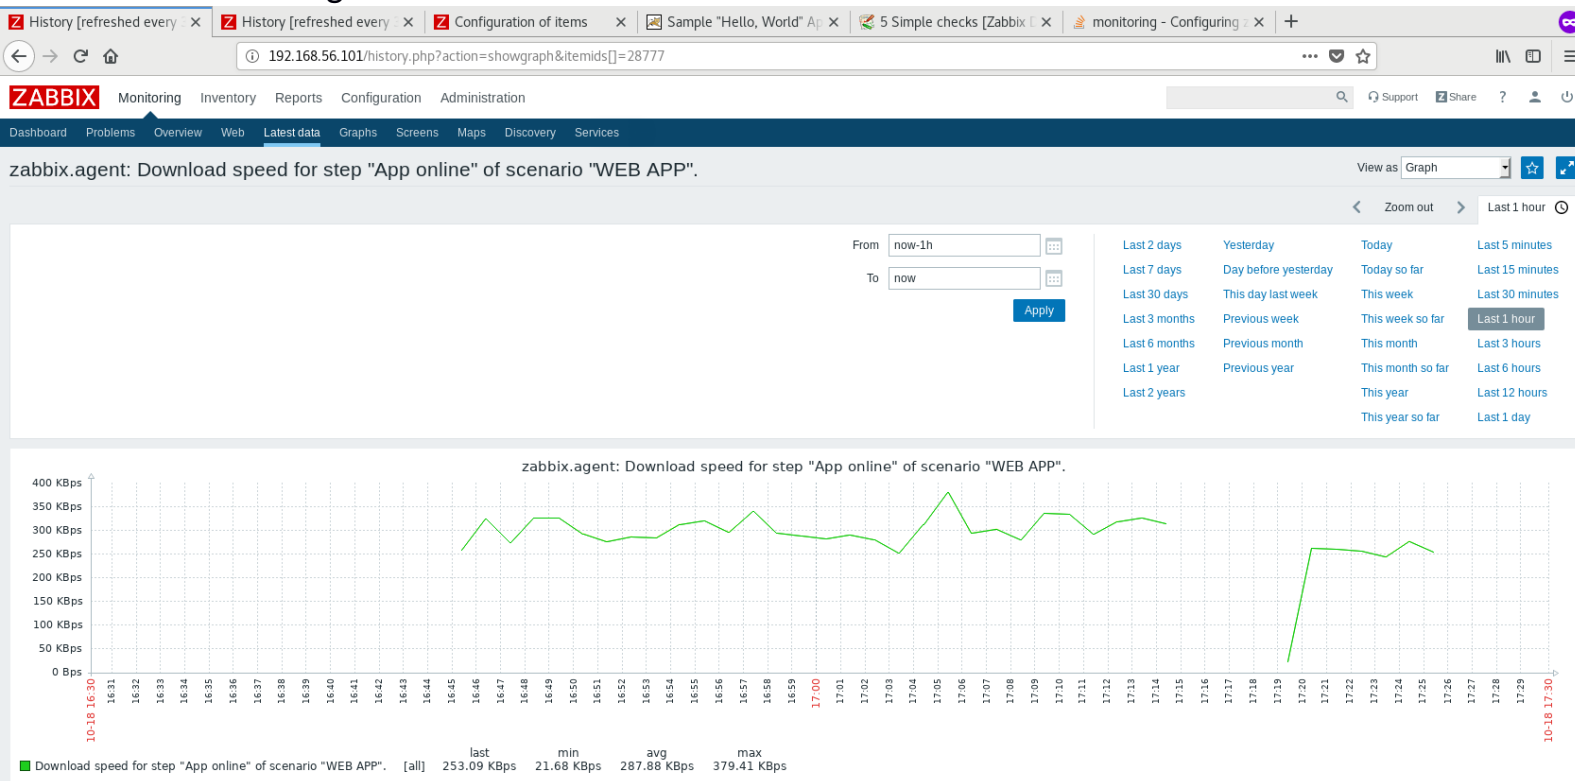 History [refreshed every 3 History [refreshed every 3 Configuration of items Sample "Hello, World" Ap 5 Simple checks [Zabbix D monitoring - Configuring z
192.168.56.101/history.php?action=showgraph&itemids[]=28777
ZABBIX Monitoring Inventory Reports Configuration Administration Support Z Share ?
Dashboard Problems Overview Web Latest data Graphs Screens Maps Discovery Services
zabbix.agent: Download speed for step "App online" of scenario "WEB APP". View as Graph
Zoom out Last 1 hour
From now-1h
To now
Apply
Last 2 days Yesterday Today Last 5 minutes
Last 7 days Day before yesterday Today so far Last 15 minutes
Last 30 days This day last week This week Last 30 minutes
Last 3 months Previous week This week so far Last 1 hour
Last 6 months Previous month This month Last 3 hours
Last 1 year Previous year This month so far Last 6 hours
Last 2 years This year Last 12 hours
This year so far Last 1 day
zabbix.agent: Download speed for step "App online" of scenario "WEB APP".
400 KBps
350 KBps
300 KBps
250 KBps
200 KBps
150 KBps
100 KBps
50 KBps
0 Bps
10-18 16:30 16:31 16:32 16:33 16:34 16:35 16:36 16:37 16:38 16:39 16:40 16:41 16:42 16:43 16:44 16:45 16:46 16:47 16:48 16:49 16:50 16:51 16:52 16:53 16:54 16:55 16:56 16:57 16:58 16:59 17:00 17:01 17:02 17:03 17:04 17:05 17:06 17:07 17:08 17:09 17:10 17:11 17:12 17:13 17:14 17:15 17:16 17:17 17:18 17:19 17:20 17:21 17:22 17:23 17:24 17:25 17:26 17:27 17:28 17:29 10-18 17:30
last min avg max
Download speed for step "App online" of scenario "WEB APP". [all] 253.09 KBps 21.68 KBps 287.88 KBps 379.41 KBps